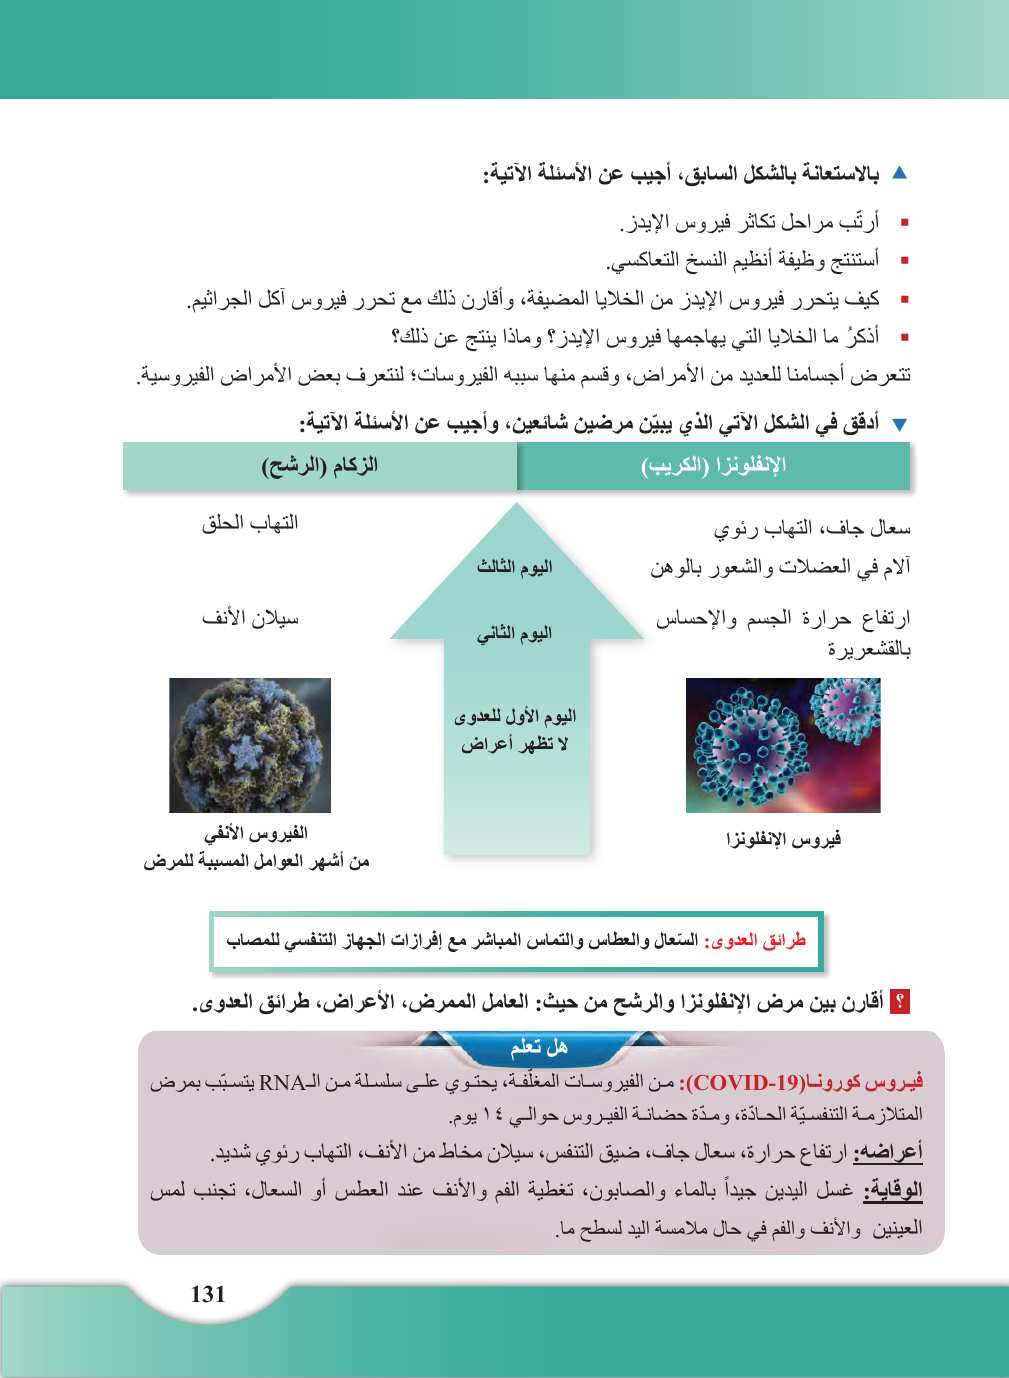 بالاستعانة بالشكل السابق، أجيب عن الأسئلة الآتية:
أرتّب مراحل تكاثر فيروس الإيدز.
أستنتج وظيفة أنظيم النسخ التعاكسي.
كيف يتحرر فيروس الإيدز من الخلايا المضيفة، وأقارن ذلك مع تحرر فيروس آكل الجراثيم.
أذكرُ ما الخلايا التي يهاجمها فيروس الإيدز؟ وماذا ينتج عن ذلك؟
تتعرض أجسامنا للعديد من الأمراض، وقسم منها سببه الفيروسات؛ لنتعرف بعض الأمراض الفيروسية.
أدقق في الشكل الآتي الذي يبيّن مرضين شائعين، وأجيب عن الأسئلة الآتية:
الإنفلونزا (الكريب)
الزكام (الرشح)
سعال جاف، التهاب رئوي
آلام في العضلات والشعور بالوهن
ارتفاع حرارة الجسم والإحساس
بالقشعريرة
فيروس الإنفلونزا
اليوم الثالث
اليوم الثاني
اليوم الأول للعدوى
لا تظهر أعراض
التهاب الحلق
سيلان الأنف
الفيروس الأنفي
من أشهر العوامل المسببة للمرض
طرائق العدوى: السّعال والعطاس والتماس المباشر مع إفرازات الجهاز التنفسي للمصاب
؟ أقارن بين مرض الإنفلونزا والرشح من حيث: العامل الممرض، الأعراض، طرائق العدوى.
هل تعلم
فيروس كورونا(COVID-19): من الفيروسات المغلّفة، يحتوي على سلسلة من الـRNA يتسبّب بمرض
المتلازمة التنفسيّة الحادّة، ومدّة حضانة الفيروس حوالي ١٤ يوم.
أعراضه: ارتفاع حرارة، سعال جاف، ضيق التنفس، سيلان مخاط من الأنف، التهاب رئوي شديد.
الوقاية: غسل اليدين جيداً بالماء والصابون، تغطية الفم والأنف عند العطس أو السعال، تجنب لمس
العينين والأنف والفم في حال ملامسة اليد لسطح ما.
131